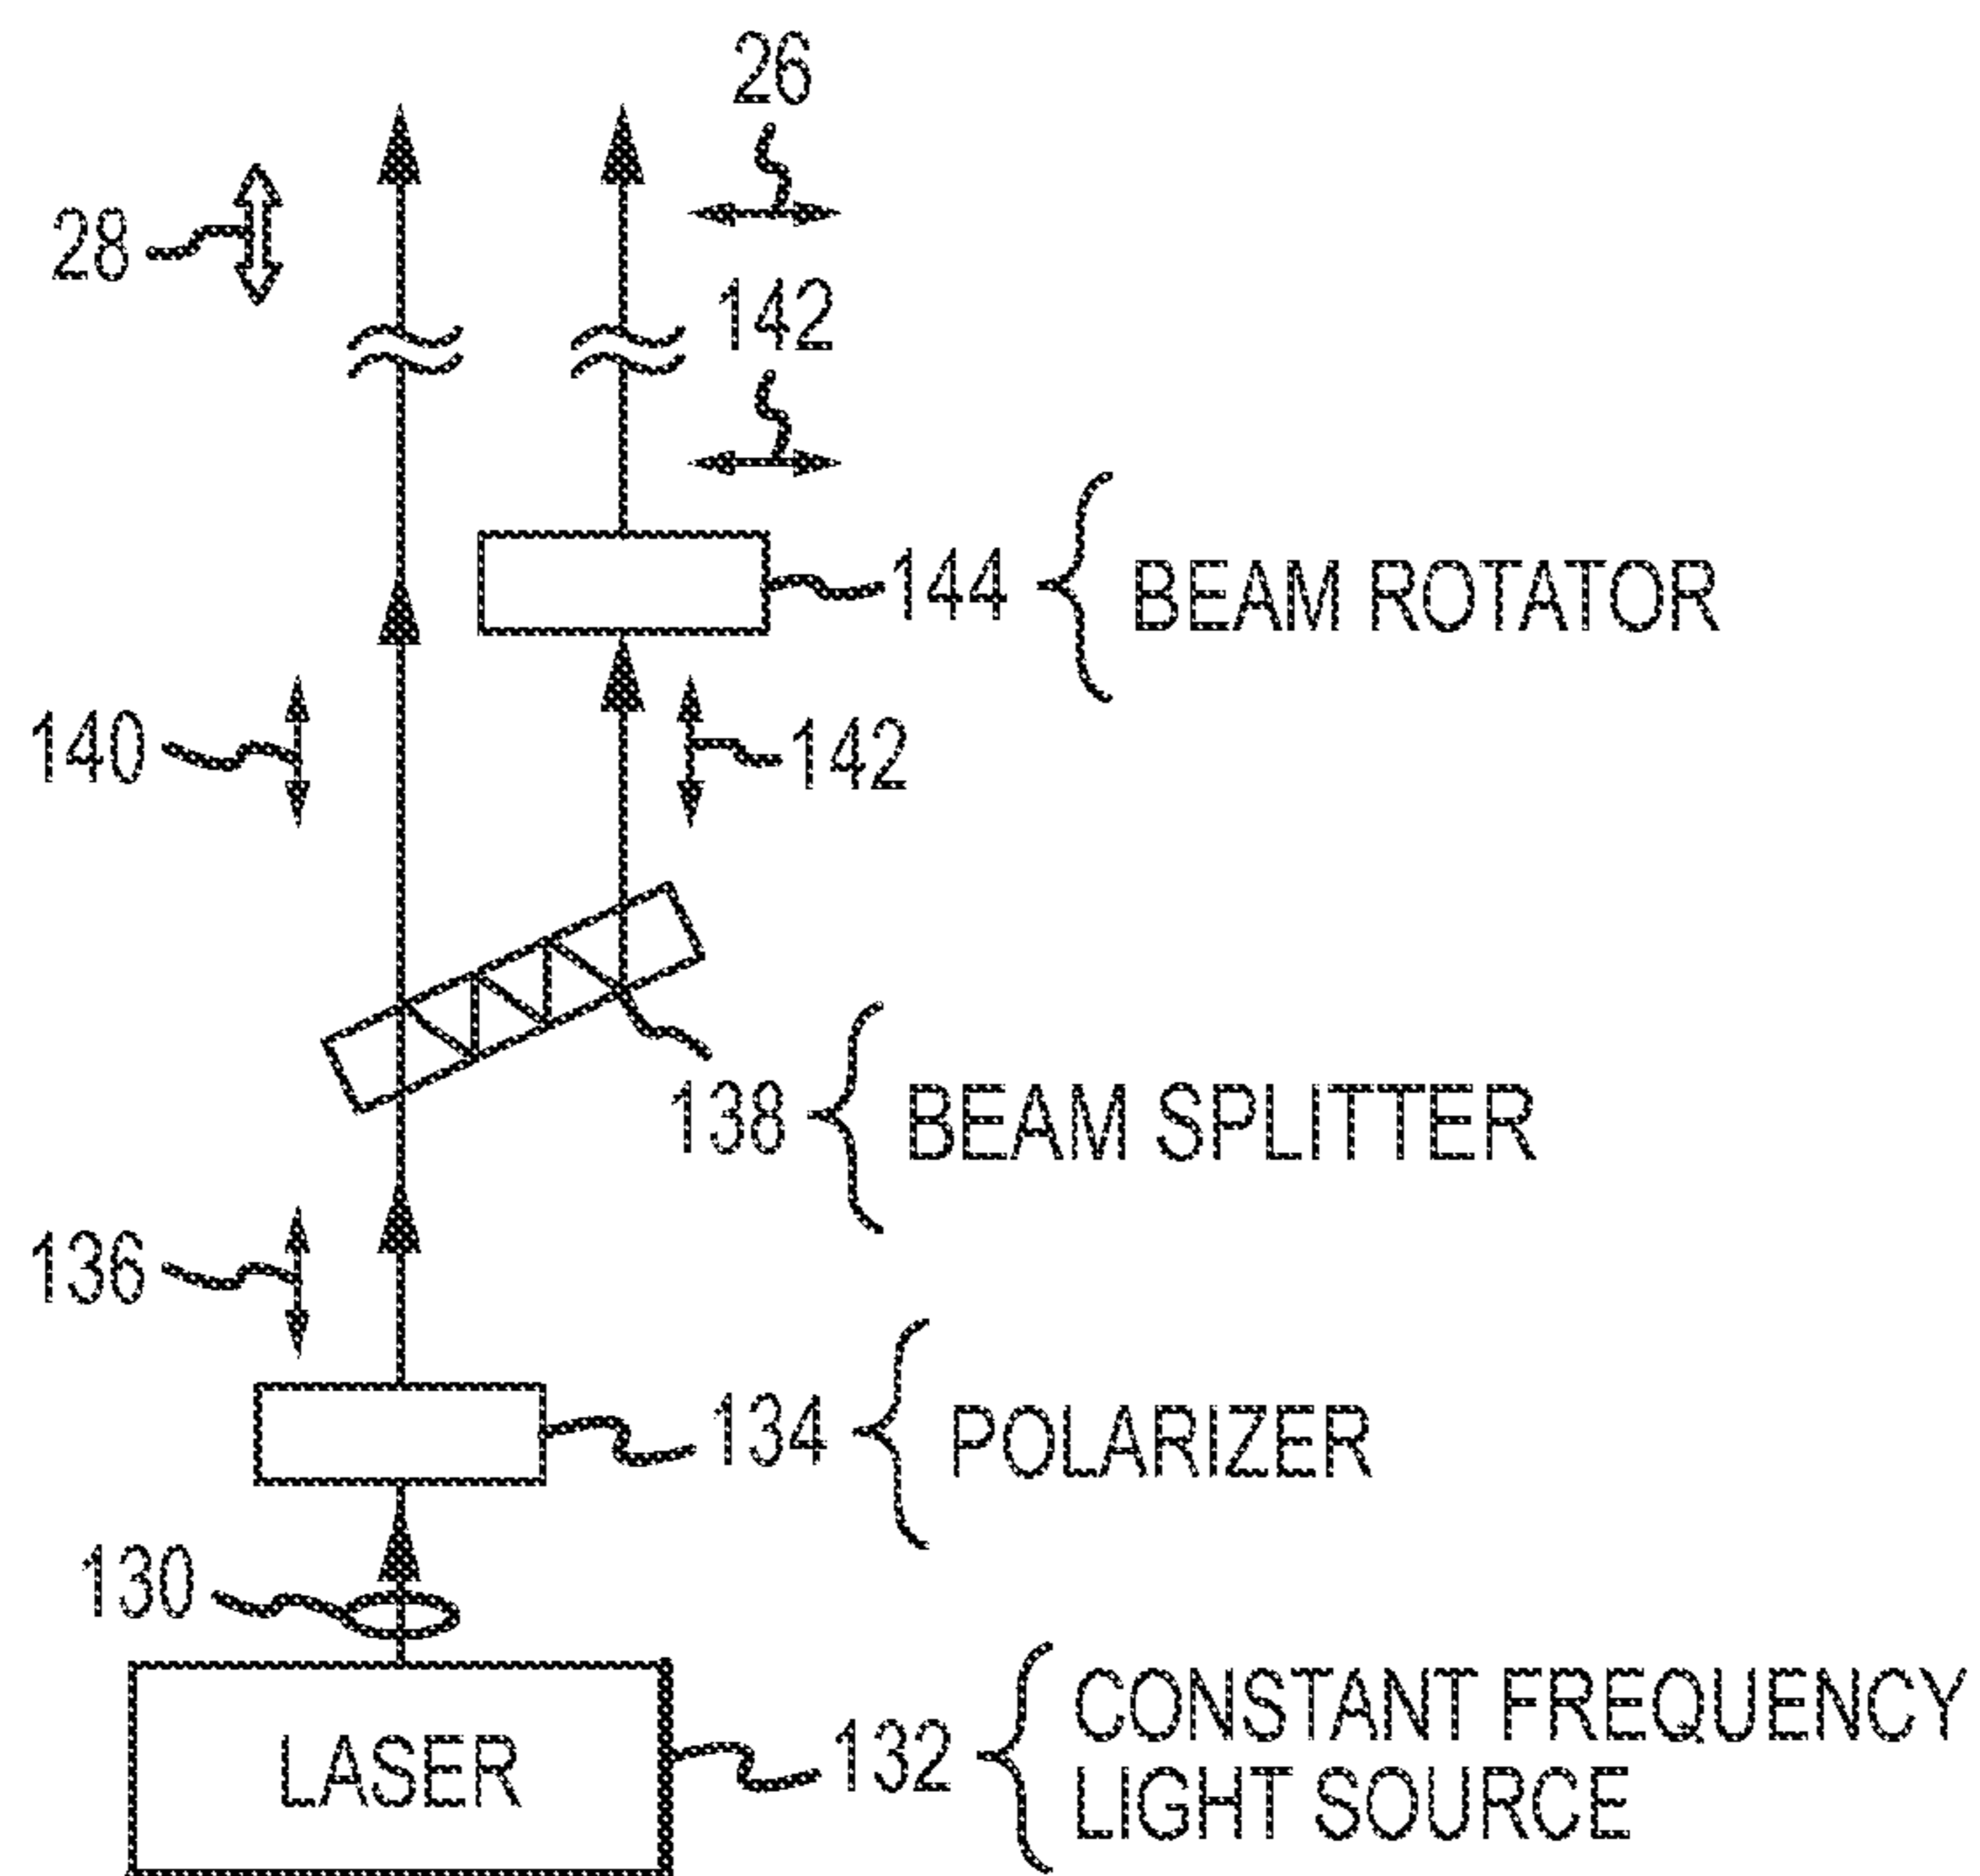 26
28
142
144 BEAM ROTATOR
140
142
138 BEAM SPLITTER
136
134 POLARIZER
130
LASER
132 CONSTANT FREQUENCY
LIGHT SOURCE